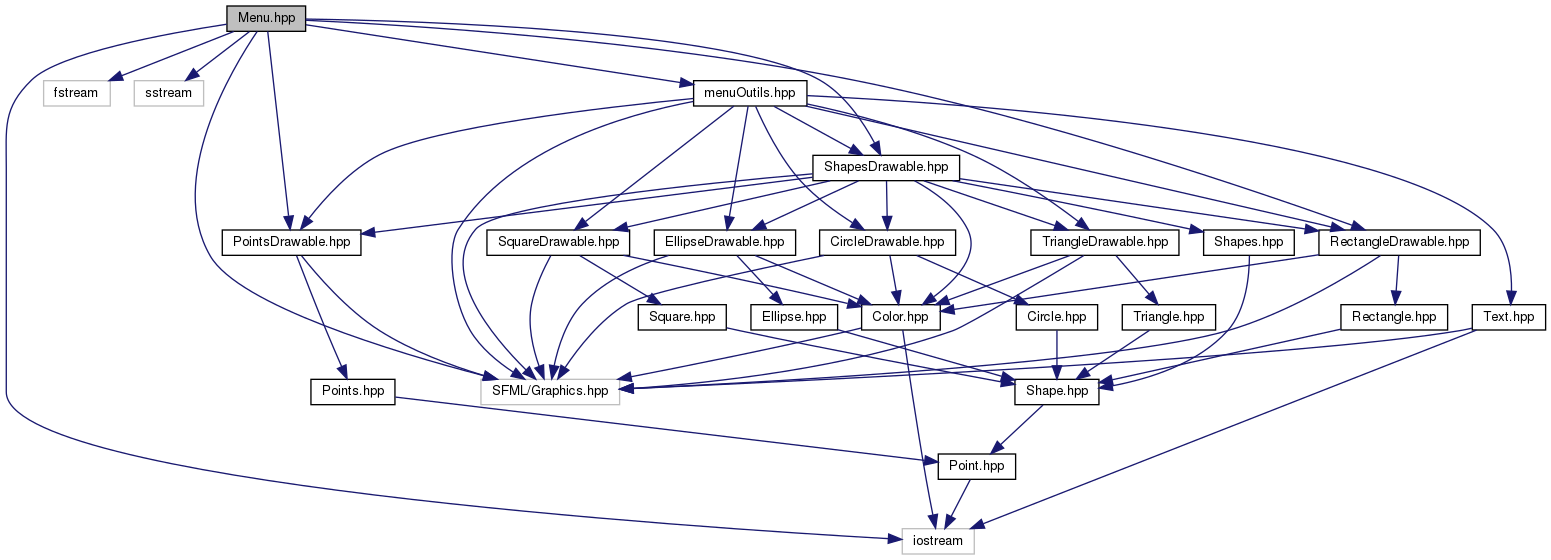 Menu.hpp
fstream
sstream
menuOutils.hpp
ShapesDrawable.hpp
PointsDrawable.hpp
SquareDrawable.hpp
EllipseDrawable.hpp
CircleDrawable.hpp
TriangleDrawable.hpp
Shapes.hpp
RectangleDrawable.hpp
Square.hpp
Ellipse.hpp
Color.hpp
Circle.hpp
Triangle.hpp
Rectangle.hpp
Text.hpp
Points.hpp
SFML/Graphics.hpp
Shape.hpp
Point.hpp
iostream